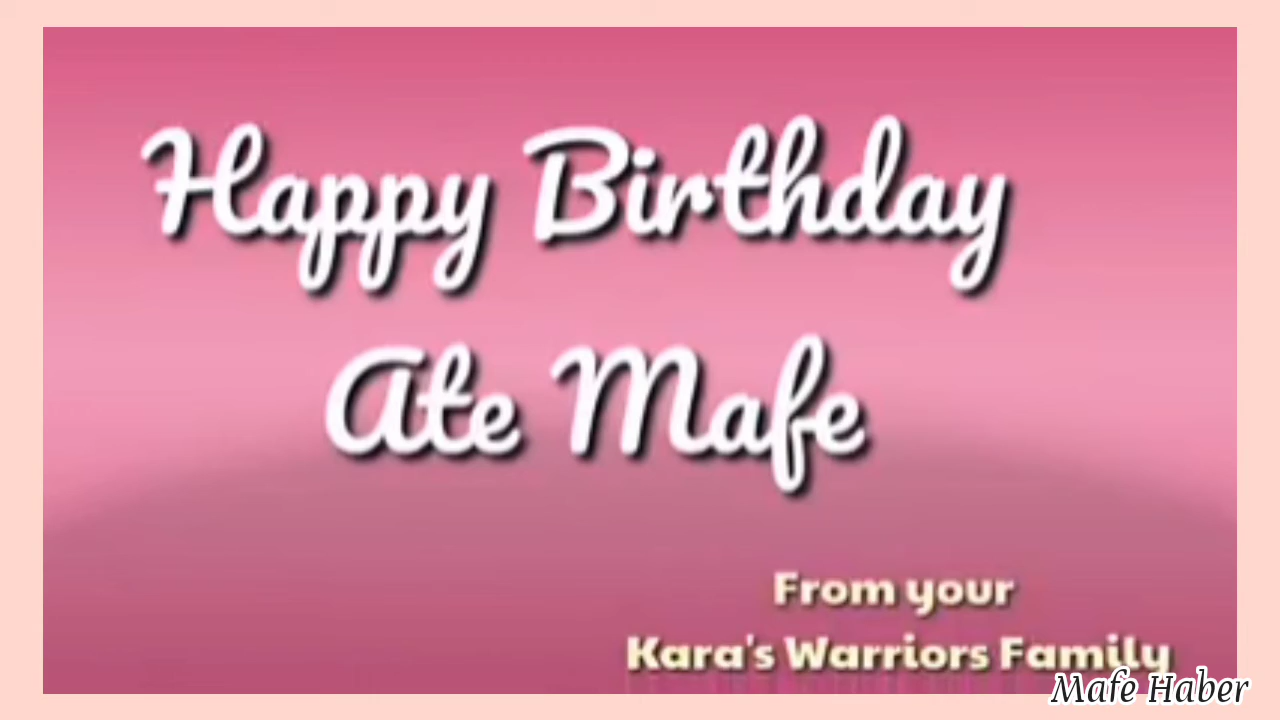 Happy Birthday
Ate Mafe
From your
Kara's Warriors Family
Mafe Haber